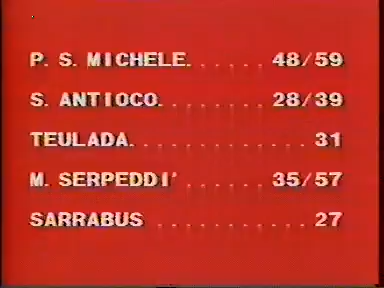 P. S. MICHELE. . . . . . 48/59
S. ANTIOCO. . . . . . . 28/39
TEULADA. . . . . . . . . . 31
M. SERPEDDI' . . . . . . 35/57
SARRABUS . . . . . . . . . . 27